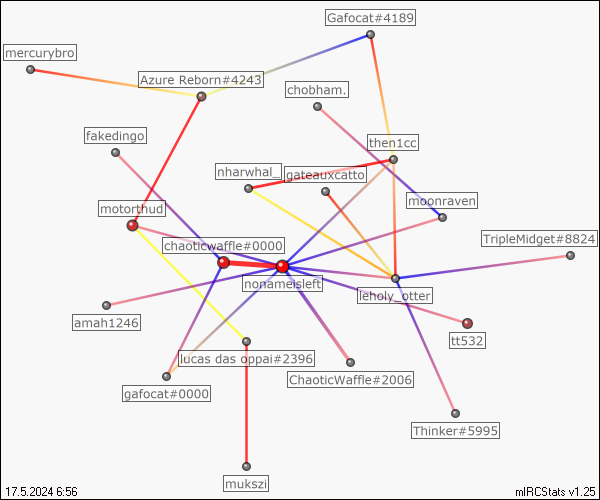 Gafocat#4189
mercurybro
Azure Reborn#4243
chobham.
fakedingo
then1cc
nharwhal_
gateauxcatto
moonraven
motorthud
TripleMidget#8824
chaoticwaffle#0000
nonameisleft
leholy_otter
amah1246
tt532
lucas das oppai#2396
ChaoticWaffle#2006
gafocat#0000
Thinker#5995
mukszi
17.5.2024 6:56
mIRCStats v1.25